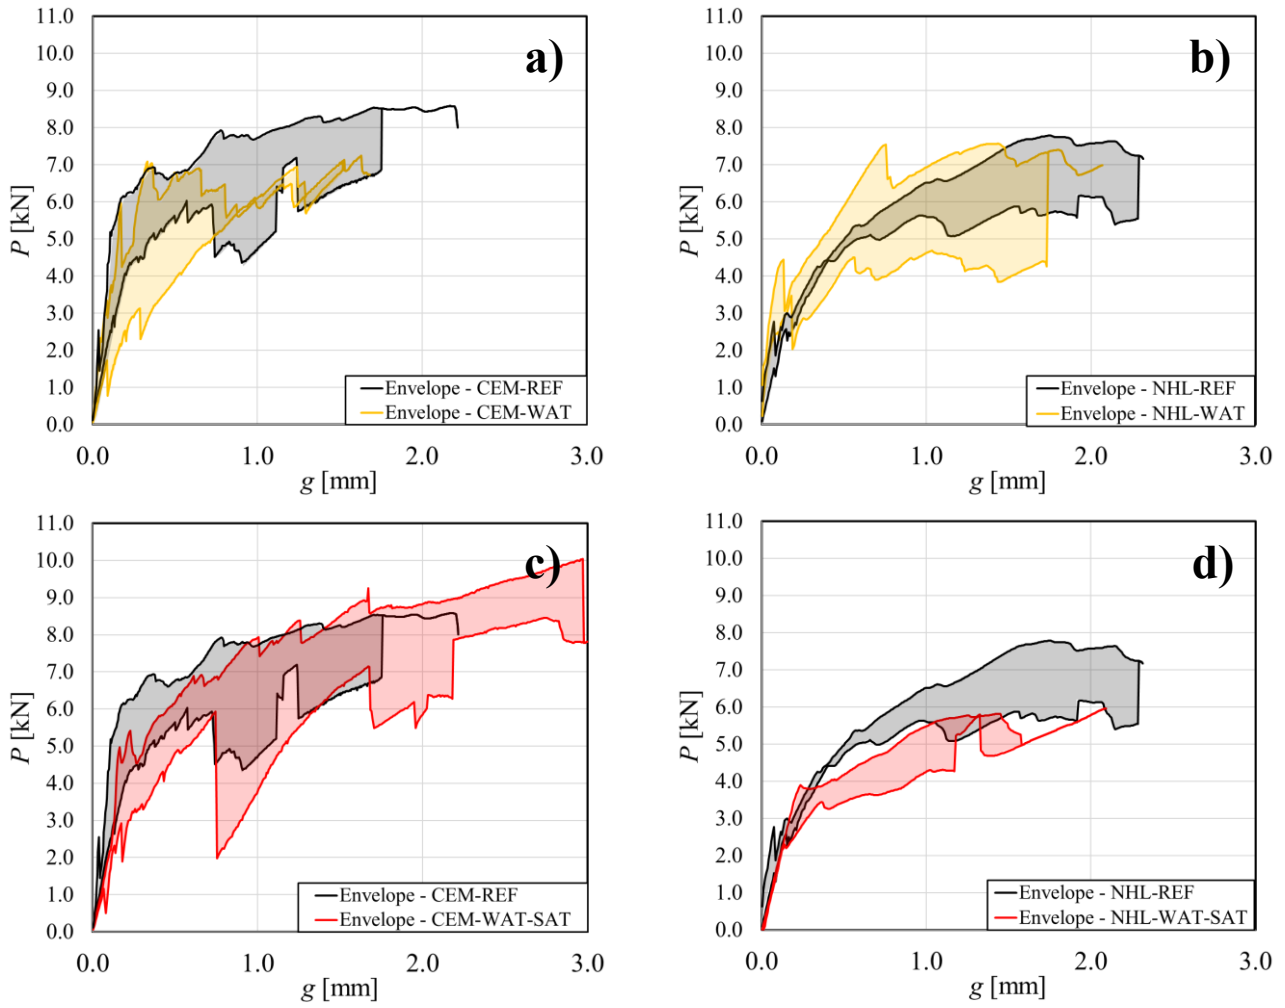 11.0
10.0
9.0
8.0
7.0
6.0
5.0
4.0
3.0
2.0
1.0
0.0
P [kN]
a)
Envelope - CEM-REF
Envelope - CEM-WAT
0.0 1.0 2.0 3.0
g [mm]
11.0
10.0
9.0
8.0
7.0
6.0
5.0
4.0
3.0
2.0
1.0
0.0
P [kN]
b)
Envelope - NHL-REF
Envelope - NHL-WAT
0.0 1.0 2.0 3.0
g [mm]
11.0
10.0
9.0
8.0
7.0
6.0
5.0
4.0
3.0
2.0
1.0
0.0
P [kN]
c)
Envelope - CEM-REF
Envelope - CEM-WAT-SAT
0.0 1.0 2.0 3.0
g [mm]
11.0
10.0
9.0
8.0
7.0
6.0
5.0
4.0
3.0
2.0
1.0
0.0
P [kN]
d)
Envelope - NHL-REF
Envelope - NHL-WAT-SAT
0.0 1.0 2.0 3.0
g [mm]